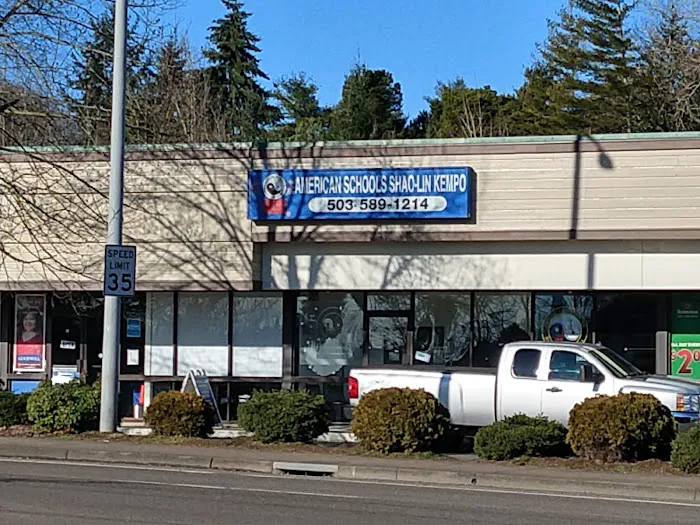 AMERICAN SCHOOLS SHAO-LIN KEMPO
503-589-1214
SPEED
LIMIT
35